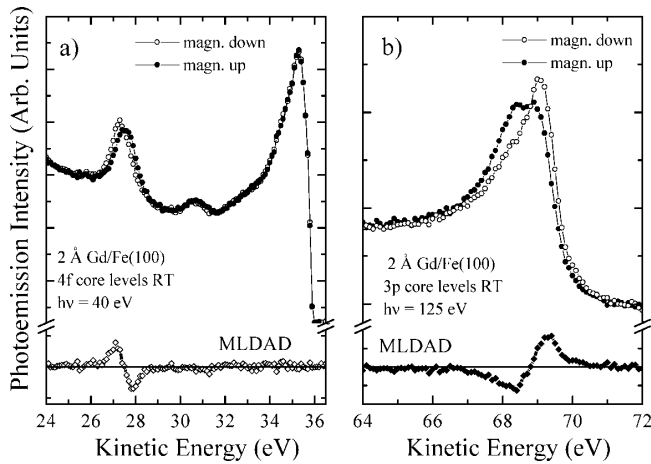 Photoemission Intensity (Arb. Units)
a)
magn. down
magn. up
2 Å Gd/Fe(100)
4f core levels RT
hν = 40 eV
MLDAD
24 26 28 30 32 34 36
Kinetic Energy (eV)
b)
magn. down
magn. up
2 Å Gd/Fe(100)
3p core levels RT
hν = 125 eV
MLDAD
64 66 68 70 72
Kinetic Energy (eV)